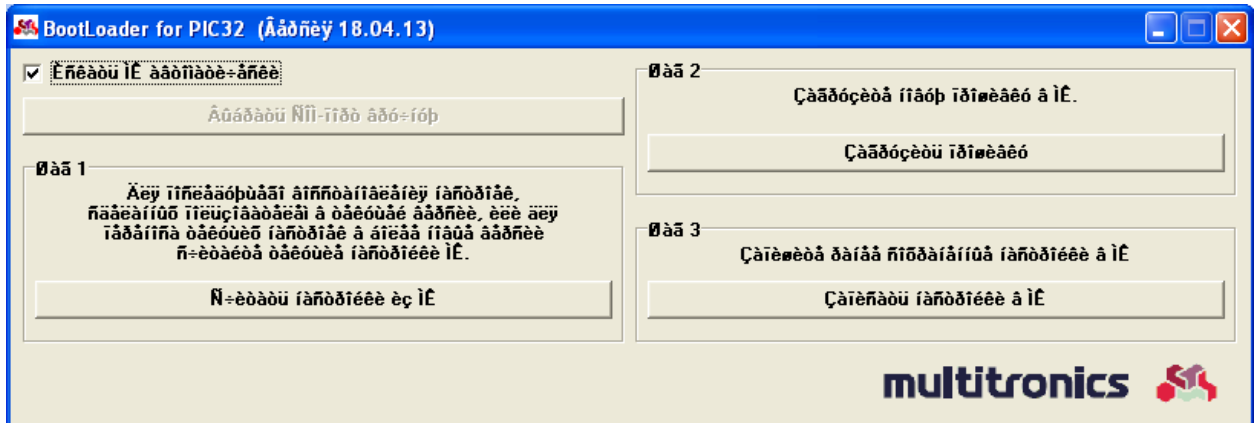 BootLoader for PIC32 (Âåðñèÿ 18.04.13)
Èñêàòü ÌÊ àâòîìàòè÷åñêè
Âûáðàòü ÑÎÌ-ïîðò âðó÷íóþ
Øàã 1
Äëÿ ïîñëåäóþùåãî âîññòàíîâëåíèÿ íàñòðîåê,
ñäåëàííûõ ïîëüçîâàòåëåì â òåêóùåé âåðñèè, èëè äëÿ
ïåðåíîñà òåêóùèõ íàñòðîåê â áîëåå íîâûå âåðñèè
ñ÷èòàéòå òåêóùèå íàñòðîéêè ÌÊ.
Ñ÷èòàòü íàñòðîéêè èç ÌÊ
Øàã 2
Çàãðóçèòå íîâóþ ïðîøèâêó â ÌÊ.
Çàãðóçèòü ïðîøèâêó
Øàã 3
Çàïèøèòå ðàíåå ñîõðàíåííûå íàñòðîéêè â ÌÊ
Çàïèñàòü íàñòðîéêè â ÌÊ
multitronics